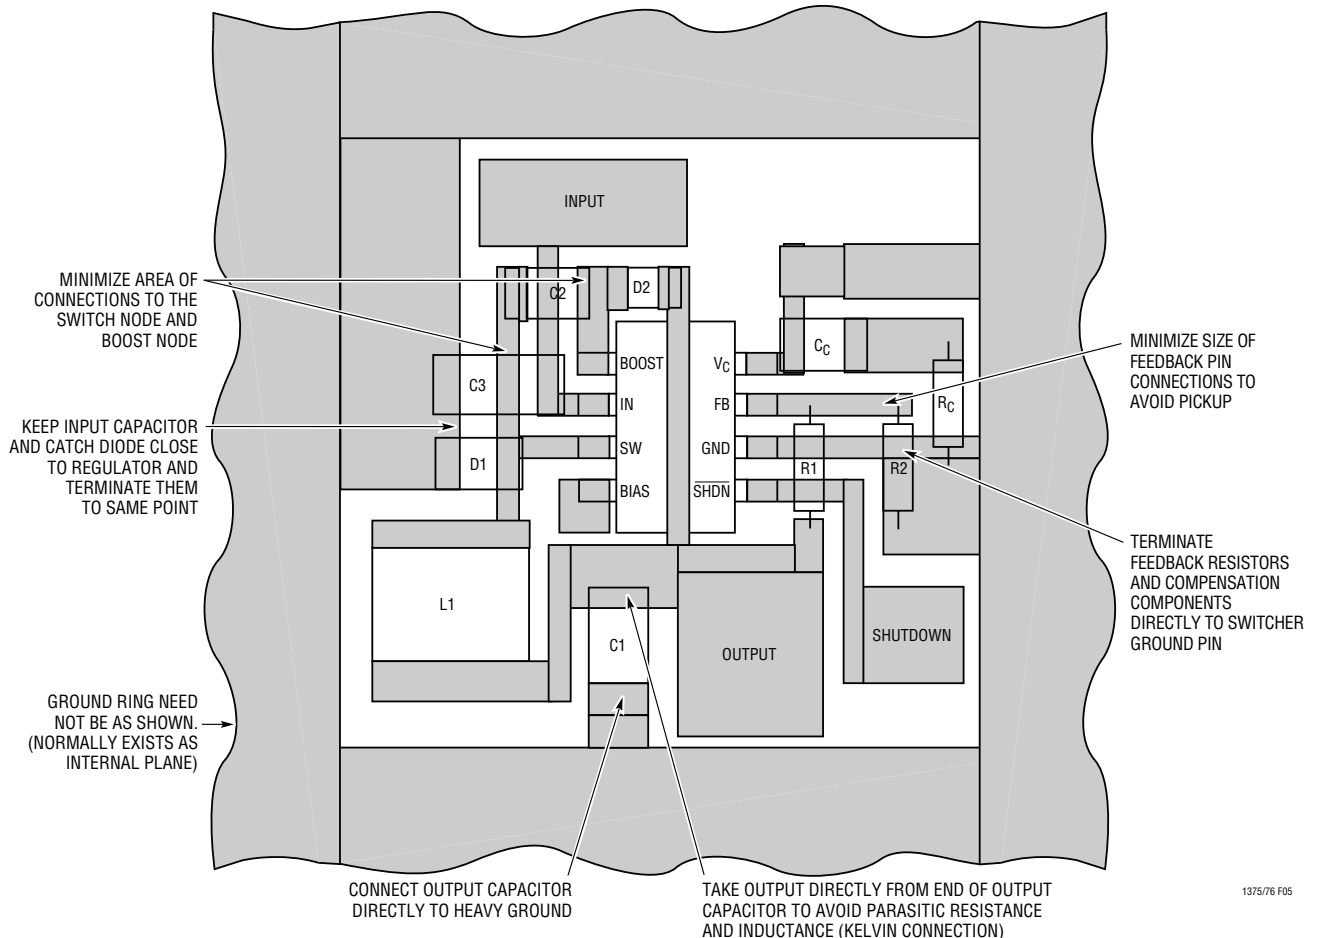 INPUT
MINIMIZE AREA OF
CONNECTIONS TO THE
SWITCH NODE AND
BOOST NODE
C2
D2
BOOST
VC
CC
MINIMIZE SIZE OF
FEEDBACK PIN
CONNECTIONS TO
AVOID PICKUP
C3
IN
FB
RC
KEEP INPUT CAPACITOR
AND CATCH DIODE CLOSE
TO REGULATOR AND
TERMINATE THEM
TO SAME POINT
D1
SW
GND
R1
R2
BIAS
SHDN
TERMINATE
FEEDBACK RESISTORS
AND COMPENSATION
COMPONENTS
DIRECTLY TO SWITCHER
GROUND PIN
L1
C1
OUTPUT
SHUTDOWN
GROUND RING NEED
NOT BE AS SHOWN.
(NORMALLY EXISTS AS
INTERNAL PLANE)
CONNECT OUTPUT CAPACITOR
DIRECTLY TO HEAVY GROUND
TAKE OUTPUT DIRECTLY FROM END OF OUTPUT
CAPACITOR TO AVOID PARASITIC RESISTANCE
AND INDUCTANCE (KELVIN CONNECTION)
1375/76 F05